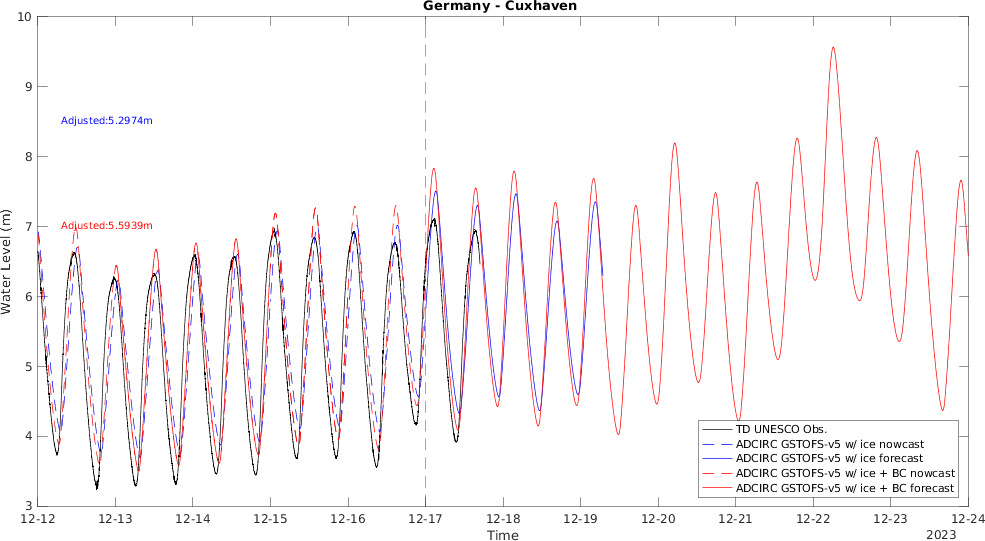 Germany - Cuxhaven
10
9
8
7
6
5
4
3
Water Level (m)
Adjusted:5.2974m
Adjusted:5.5939m
TD UNESCO Obs.
ADCIRC GSTOFS-v5 w/ ice nowcast
ADCIRC GSTOFS-v5 w/ ice forecast
ADCIRC GSTOFS-v5 w/ ice + BC nowcast
ADCIRC GSTOFS-v5 w/ ice + BC forecast
12-12 12-13 12-14 12-15 12-16 12-17 12-18 12-19 12-20 12-21 12-22 12-23 12-24
Time
2023